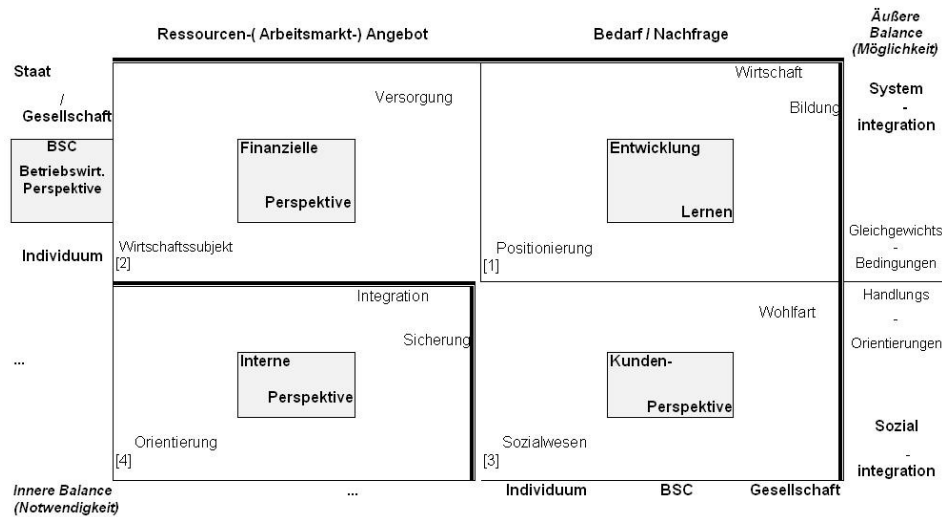 Ressourcen-( Arbeitsmarkt-) Angebot
Bedarf / Nachfrage
Äußere
Balance
(Möglichkeit)
Staat
/
Gesellschaft
BSC
Betriebswirt.
Perspektive
Individuum
...
Versorgung
Finanzielle
Perspektive
Wirtschaftssubjekt
[2]
Wirtschaft
Bildung
Entwicklung
Lernen
Positionierung
[1]
System
-
integration
Gleichgewichts
-
Bedingungen
Integration
Sicherung
Interne
Perspektive
Orientierung
[4]
Wohlfart
Kunden-
Perspektive
Sozialwesen
[3]
Handlungs
-
Orientierungen
Sozial
-
integration
Innere Balance
(Notwendigkeit)
...
Individuum
BSC
Gesellschaft